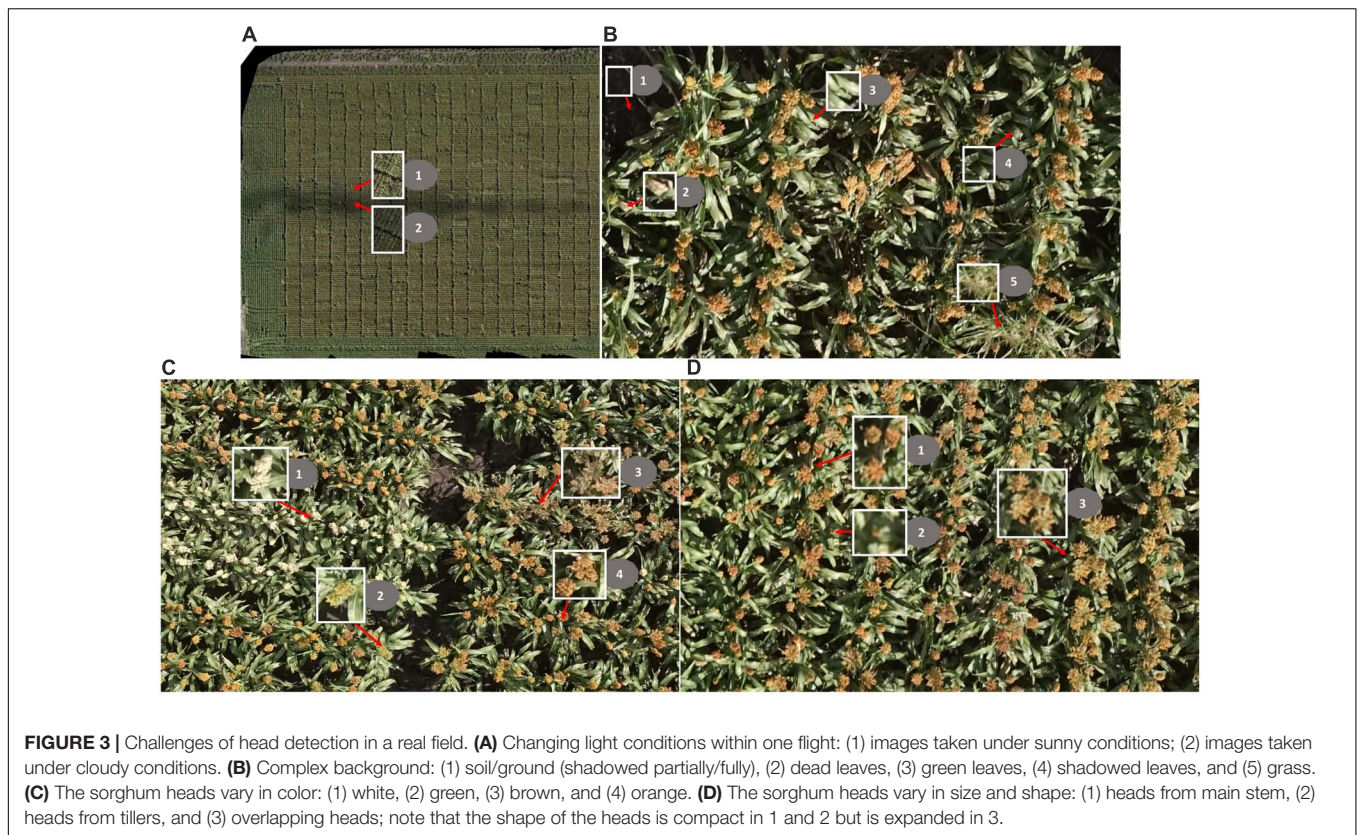 A
B
1
3
1
4
2
2
5
C
D
1
3
1
3
2
4
2
FIGURE 3 | Challenges of head detection in a real field. (A) Changing light conditions within one flight: (1) images taken under sunny conditions; (2) images taken
under cloudy conditions. (B) Complex background: (1) soil/ground (shadowed partially/fully), (2) dead leaves, (3) green leaves, (4) shadowed leaves, and (5) grass.
(C) The sorghum heads vary in color: (1) white, (2) green, (3) brown, and (4) orange. (D) The sorghum heads vary in size and shape: (1) heads from main stem, (2)
heads from tillers, and (3) overlapping heads; note that the shape of the heads is compact in 1 and 2 but is expanded in 3.